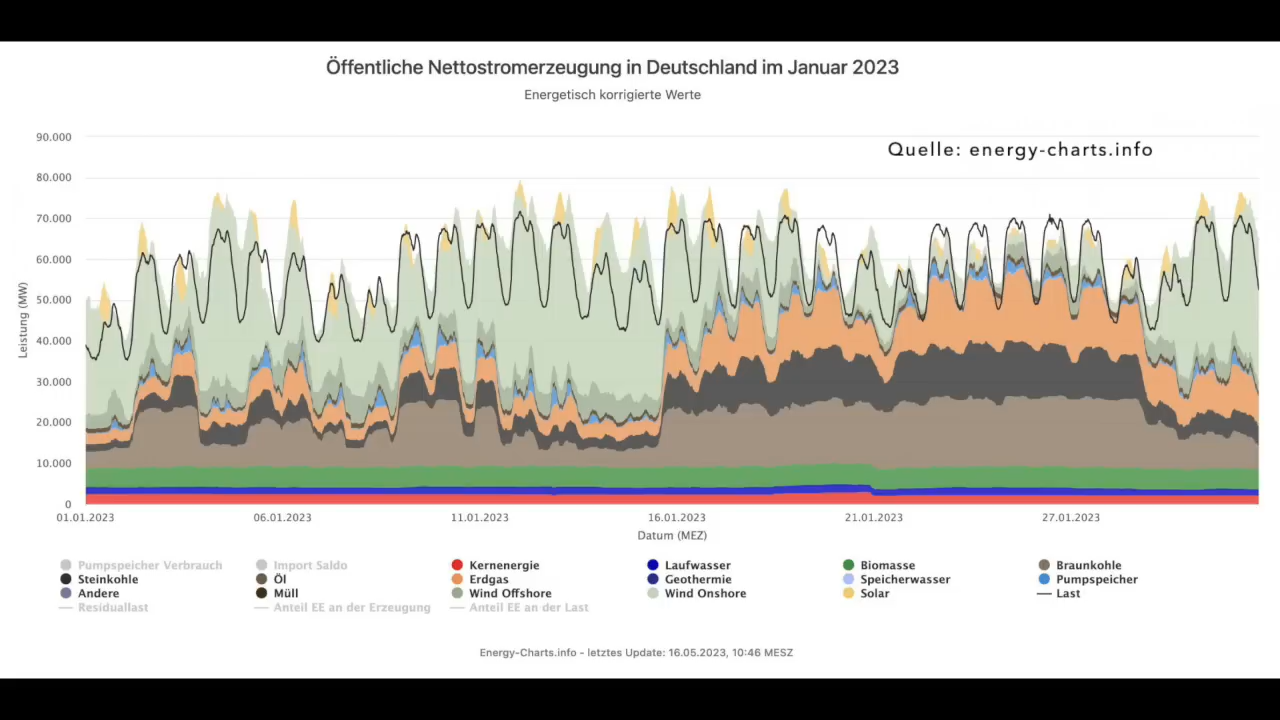 Öffentliche Nettostromerzeugung in Deutschland im Januar 2023
Energetisch korrigierte Werte
Quelle: energy-charts.info
90.000
80.000
70.000
60.000
50.000
40.000
30.000
20.000
10.000
0
Leistung (MW)
01.01.2023 06.01.2023 11.01.2023 16.01.2023 21.01.2023 27.01.2023
Datum (MEZ)
Pumpspeicher Verbrauch Import Saldo Kernenergie Laufwasser Biomasse Braunkohle
Steinkohle Öl Erdgas Geothermie Speicherwasser Pumpspeicher
Andere Müll Wind Offshore Wind Onshore Solar Last
Residuallast Anteil EE an der Erzeugung Anteil EE an der Last
Energy-Charts.info - letztes Update: 16.05.2023, 10:46 MESZ